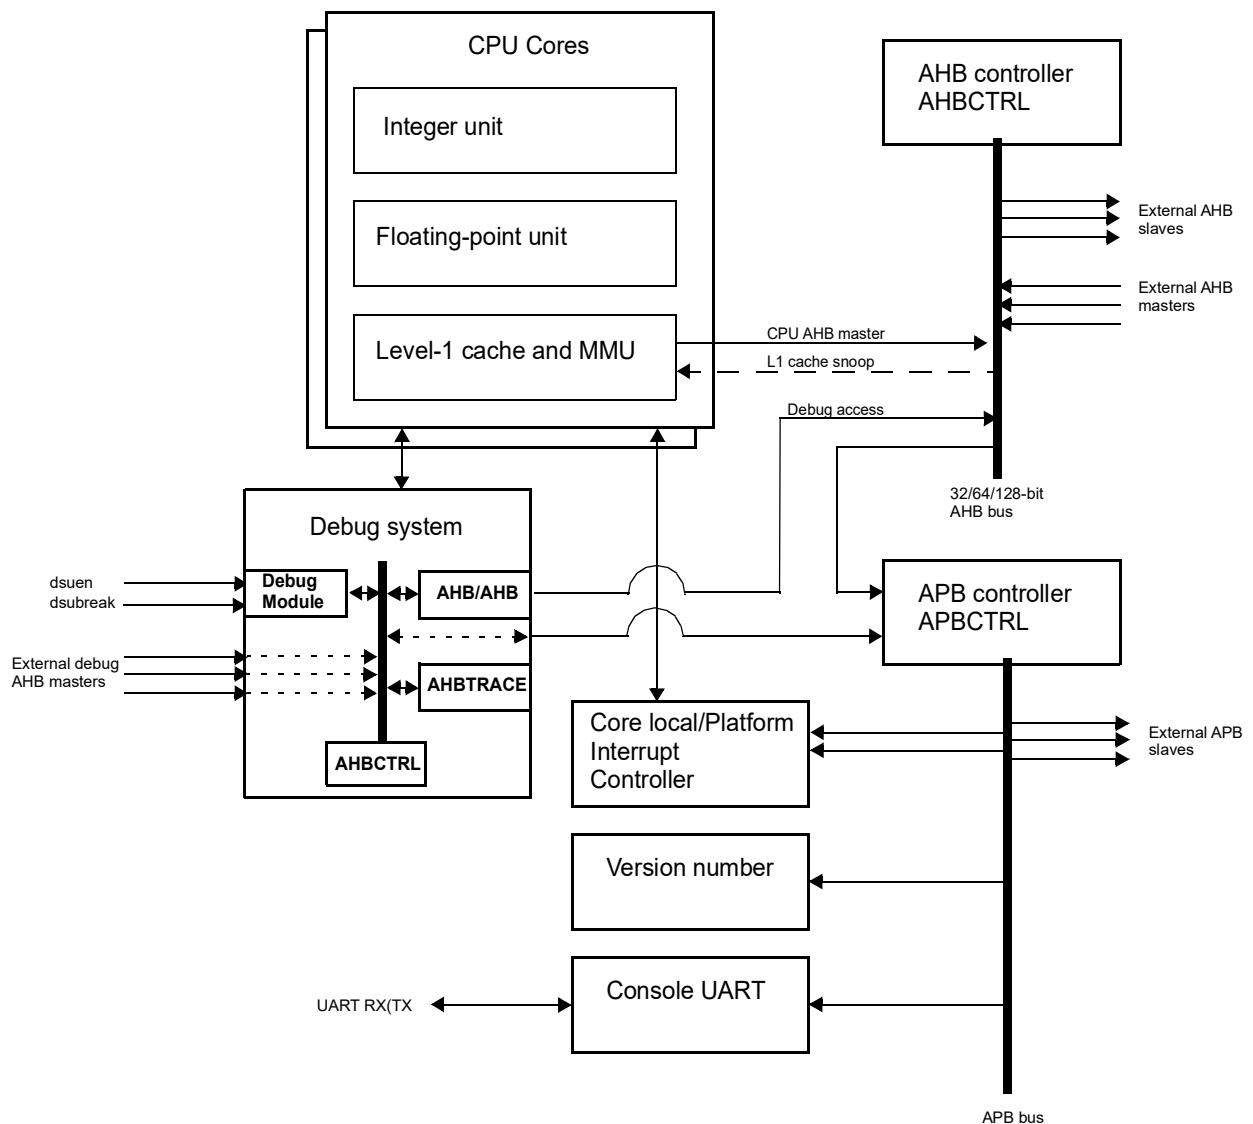 CPU Cores
Integer unit
Floating-point unit
Level-1 cache and MMU
AHB controller
AHBCTRL
External AHB
slaves
External AHB
masters
CPU AHB master
L1 cache snoop
Debug access
32/64/128-bit
AHB bus
Debug system
dsuen
dsubreak
Debug
Module
AHB/AHB
External debug
AHB masters
AHBTRACE
AHBCTRL
APB controller
APBCTRL
Core local/Platform
Interrupt
Controller
External APB
slaves
Version number
Console UART
UART RX(TX
APB bus